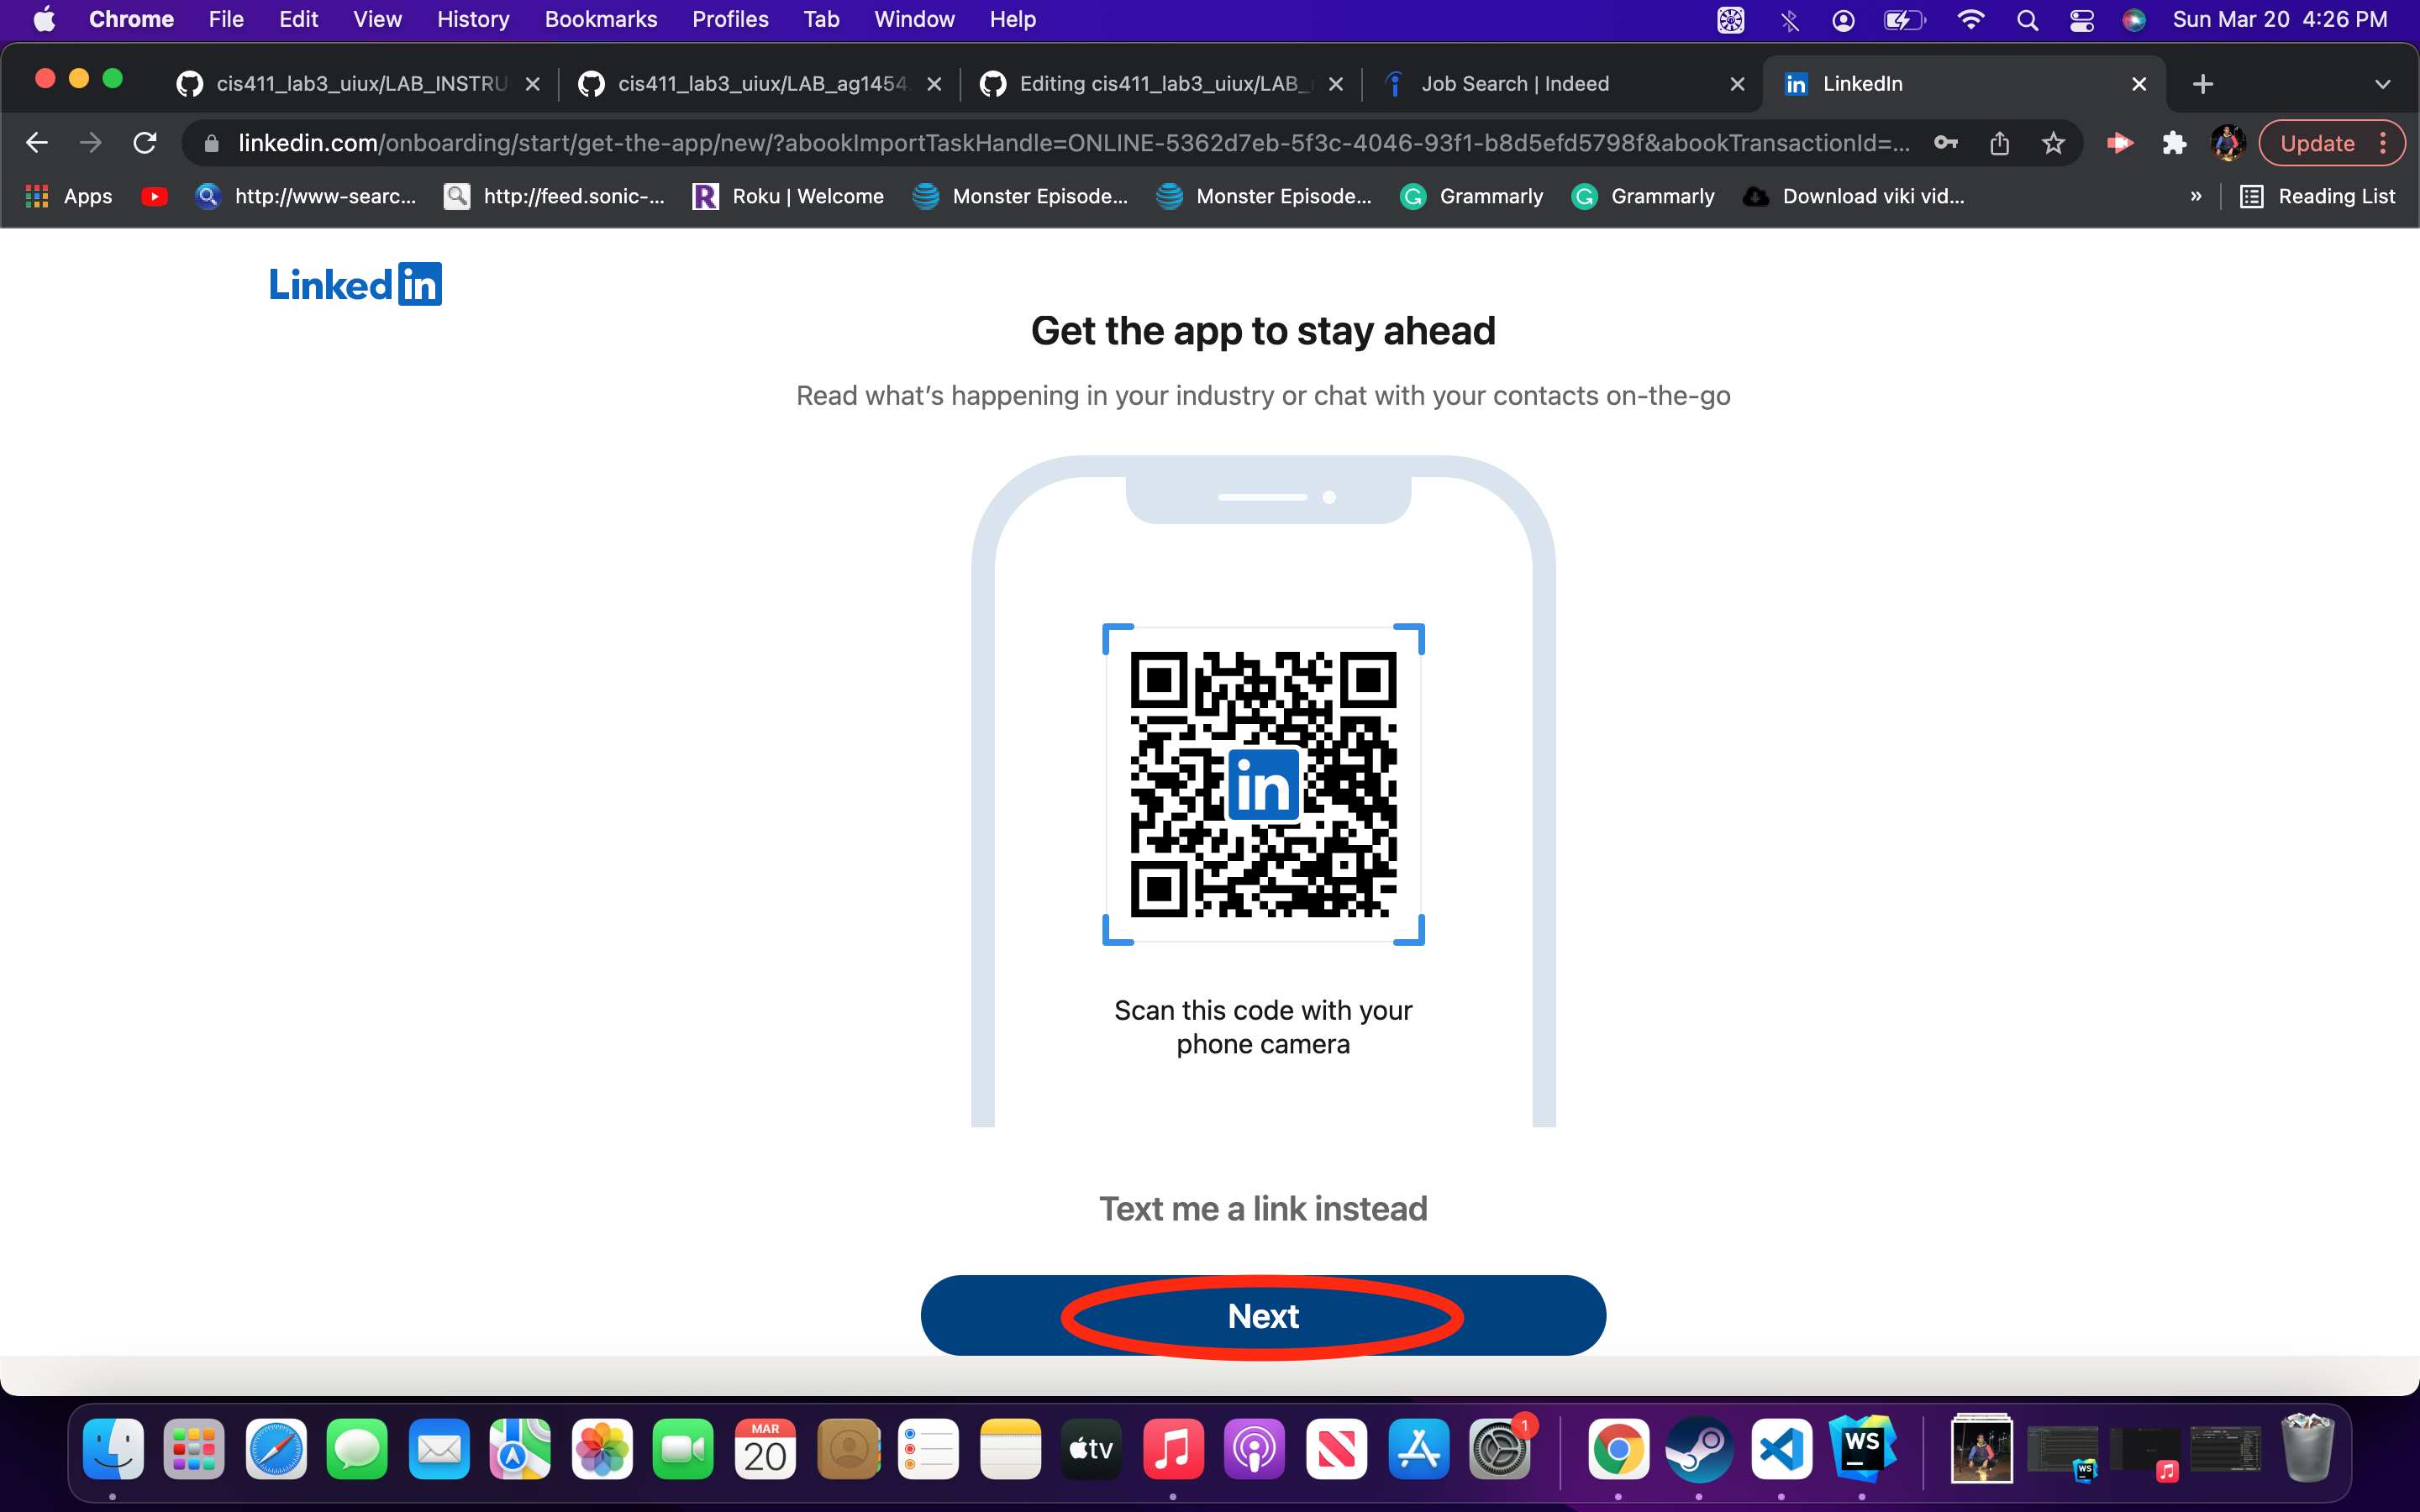 Chrome File Edit View History Bookmarks Profiles Tab Window Help Sun Mar 20 4:26 PM
cis411_lab3_uiux/LAB_INSTRU cis411_lab3_uiux/LAB_ag1454. Editing cis411_lab3_uiux/LAB_ Job Search | Indeed LinkedIn
linkedin.com/onboarding/start/get-the-app/new/?abookImportTaskHandle=ONLINE-5362d7eb-5f3c-4046-93f1-b8d5efd5798f&abookTransactionId=... Update
Apps http://www-searc... http://feed.sonic-... Roku | Welcome Monster Episode... Monster Episode... Grammarly Grammarly Download viki vid... » Reading List
Linked in
Get the app to stay ahead
Read what's happening in your industry or chat with your contacts on-the-go
in
Scan this code with your
phone camera
Text me a link instead
Next
MAR
20
tv
1
WS
WS